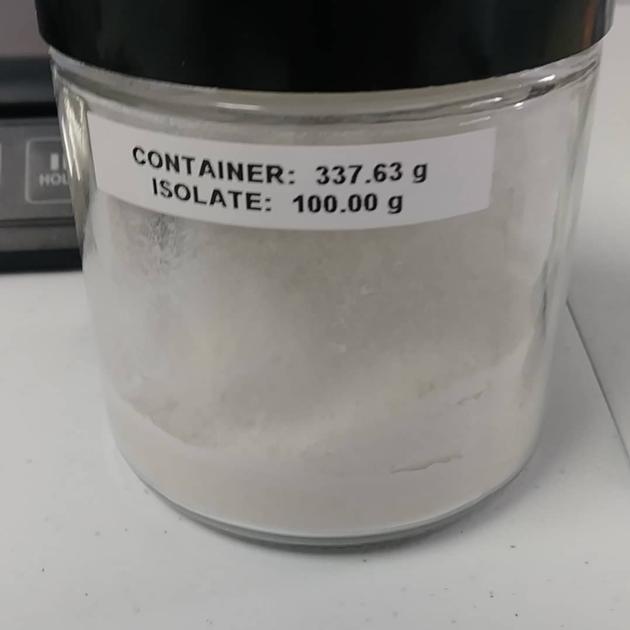 CONTAINER: 337.63 g
ISOLATE: 100.00 g